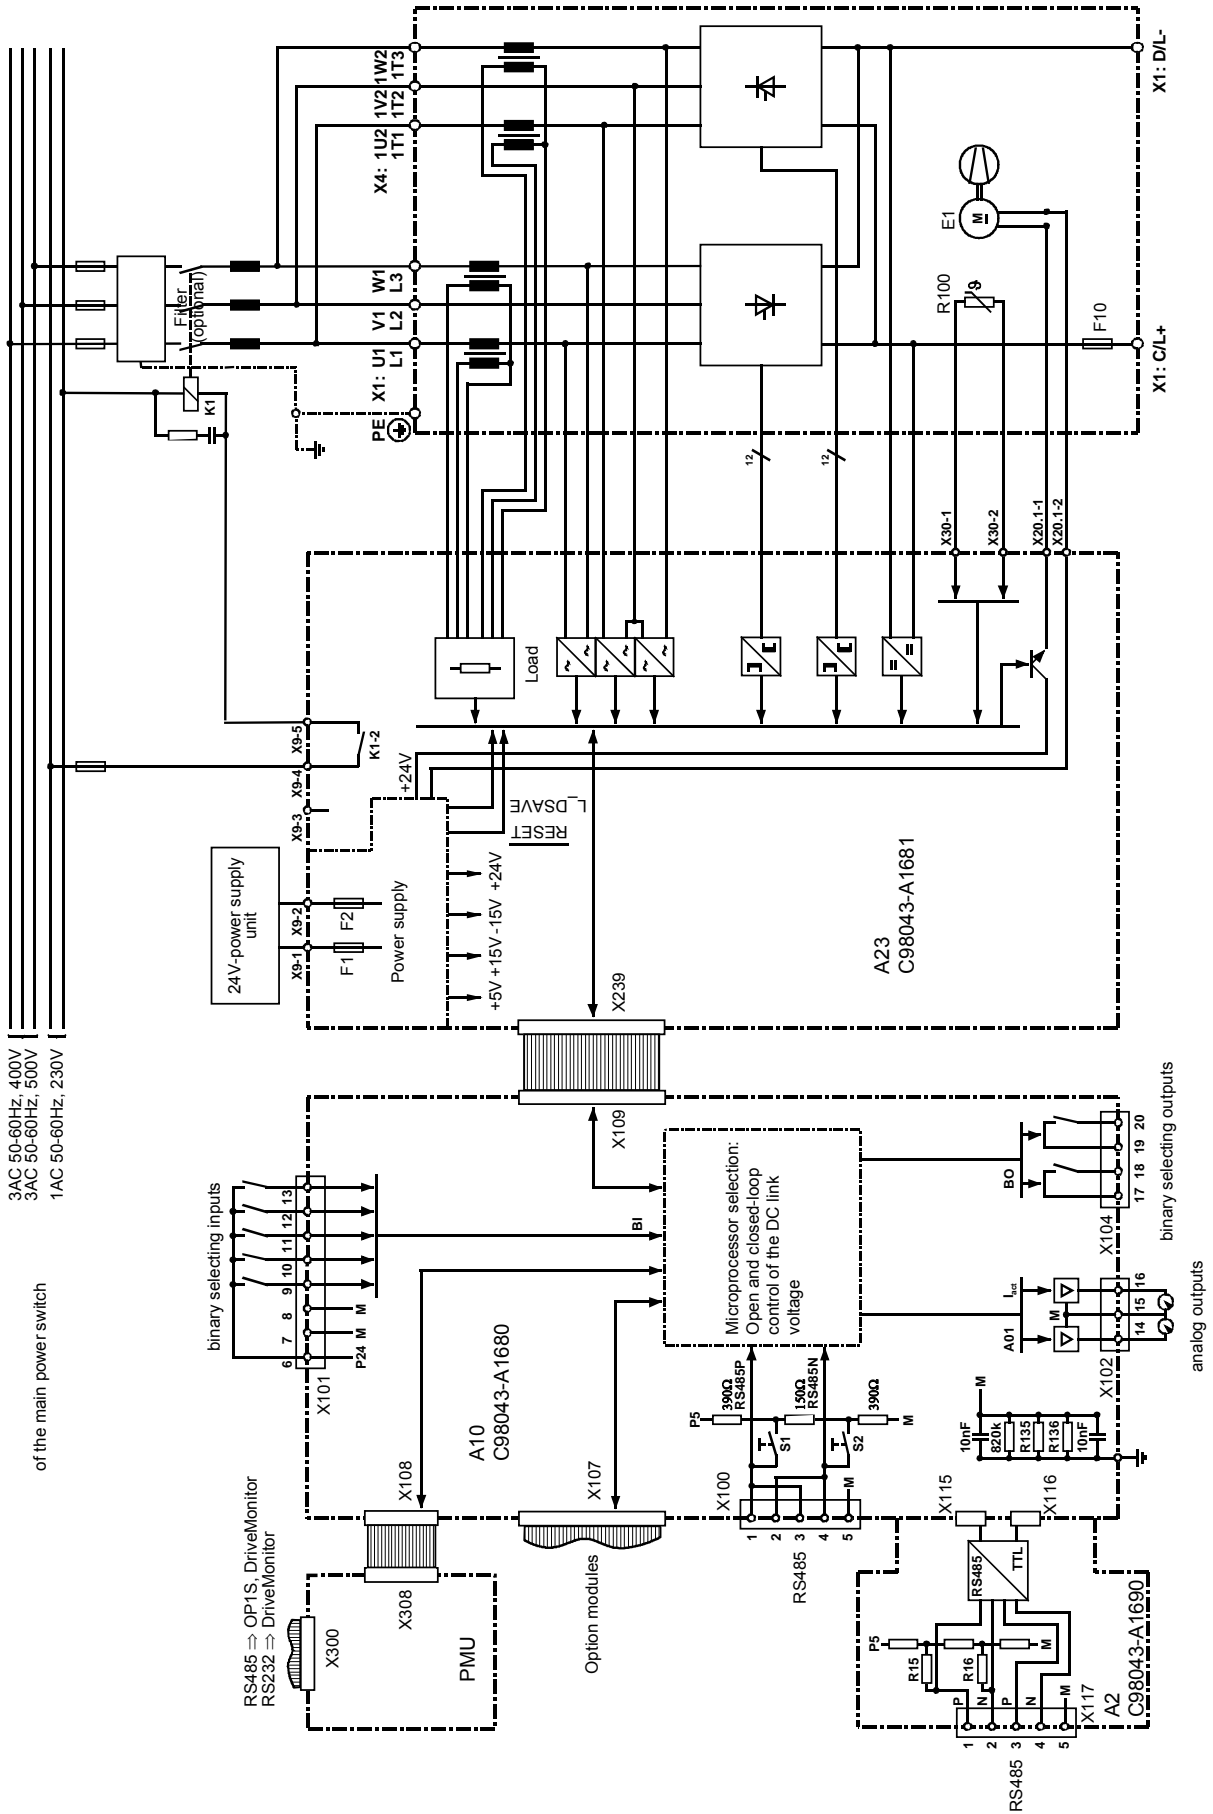 3AC 50-60Hz, 400V
3AC 50-60Hz, 500V
1AC 50-60Hz, 230V
of the main power switch
Filter
(optional)
K1
PE
X1: U1 V1 W1
L1 L2 L3
X4: 1U2 1V2 1W2
1T1 1T2 1T3
X1: D/L-
X1: C/L+
F10
E1
M
R100
ϑ
12
12
X30-1
X30-2
X20.1-1
X20.1-2
Load
X9-5
X9-4
X9-3
X9-2
X9-1
K1-2
24V-power supply
unit
F1
F2
Power supply
+24V
+5V +15V -15V +24V
RESET
L_DSAVE
A23
C98043-A1681
X239
X109
binary selecting inputs
6 7 8 9 10 11 12 13
X101
P24 M M
BI
A10
C98043-A1680
Microprocessor selection:
Open and closed-loop
control of the DC link
voltage
BO
17 18 19 20
X104
binary selecting outputs
A01
M
Iact
14 15 16
X102
analog outputs
X108
X107
Option modules
X100
1
2
3
4
5
RS485
M
P5
390Ω
RS485P
150Ω
RS485N
390Ω
M
S1
S2
M
10nF
820k
R135
R136
10nF
X115
X116
RS485
TTL
P5
R15
R16
M
P
N
P
N
M
1
2
3
4
5
RS485
X117
A2
C98043-A1690
RS485 ⇒ OP1S, DriveMonitor
RS232 ⇒ DriveMonitor
X300
X308
PMU